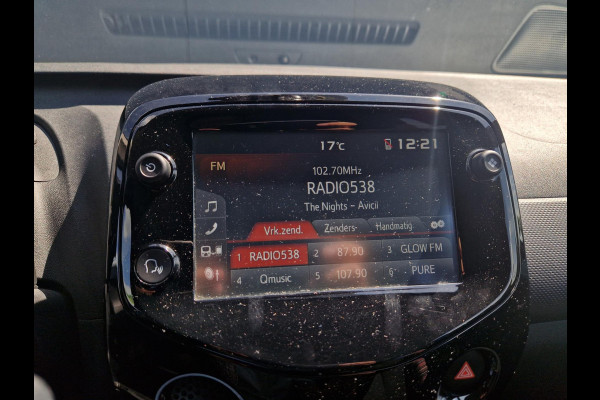 17°C 12:21
FM
102.70MHz
RADIO538
The Nights – Avicii
Vrk.zend. Zenders- Handmatig
1 RADIO538 2 87.90 3 GLOW FM
4 Qmusic 5 107.90 6 PURE